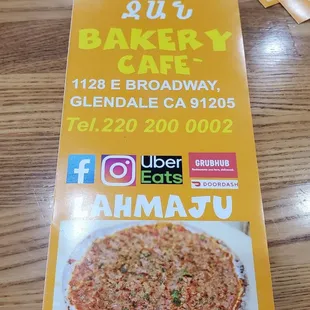 ՋԱՆ
BAKERY
CAFE
1128 E BROADWAY,
GLENDALE CA 91205
Tel.220 200 0002
Uber
Eats
GRUBHUB
DOORDASH
LAHMAJU